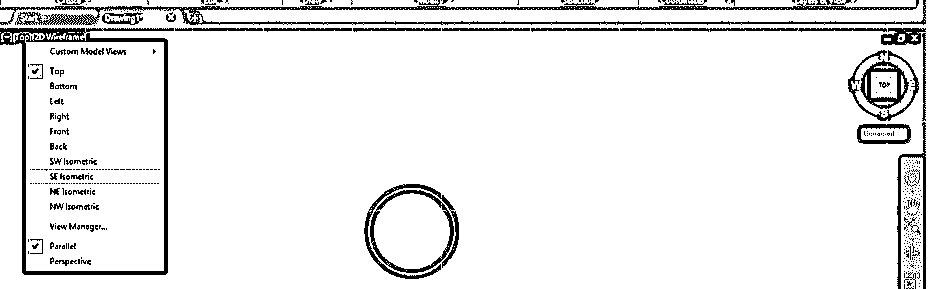 Start
Drawing1
[-][Top][2D Wireframe]
Custom Model Views
Top
Bottom
Left
Right
Front
Back
SW Isometric
SE Isometric
NE Isometric
NW Isometric
View Manager...
Parallel
Perspective
TOP
Unnamed